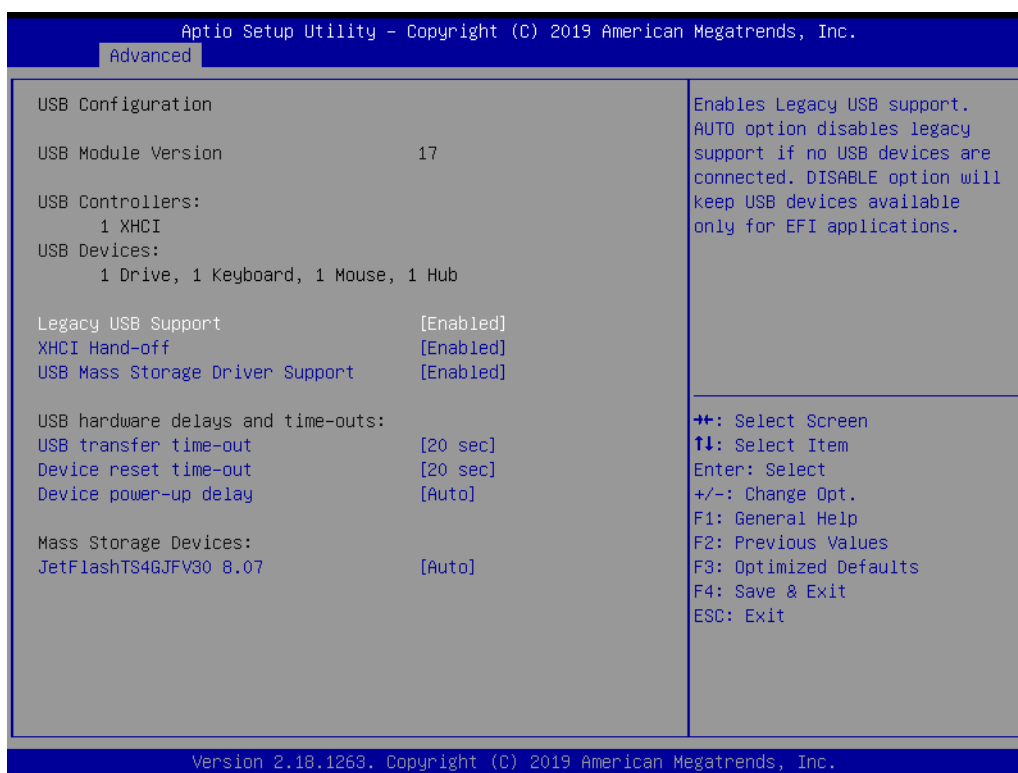 Aptio Setup Utility – Copyright (C) 2019 American Megatrends, Inc.
Advanced
USB Configuration
USB Module Version 17
USB Controllers:
1 XHCI
USB Devices:
1 Drive, 1 Keyboard, 1 Mouse, 1 Hub
Legacy USB Support [Enabled]
XHCI Hand-off [Enabled]
USB Mass Storage Driver Support [Enabled]
USB hardware delays and time-outs:
USB transfer time-out [20 sec]
Device reset time-out [20 sec]
Device power-up delay [Auto]
Mass Storage Devices:
JetFlashTS4GJFV30 8.07 [Auto]
Enables Legacy USB support.
AUTO option disables legacy
support if no USB devices are
connected. DISABLE option will
keep USB devices available
only for EFI applications.
→←: Select Screen
↑↓: Select Item
Enter: Select
+/-: Change Opt.
F1: General Help
F2: Previous Values
F3: Optimized Defaults
F4: Save & Exit
ESC: Exit
Version 2.18.1263. Copyright (C) 2019 American Megatrends, Inc.